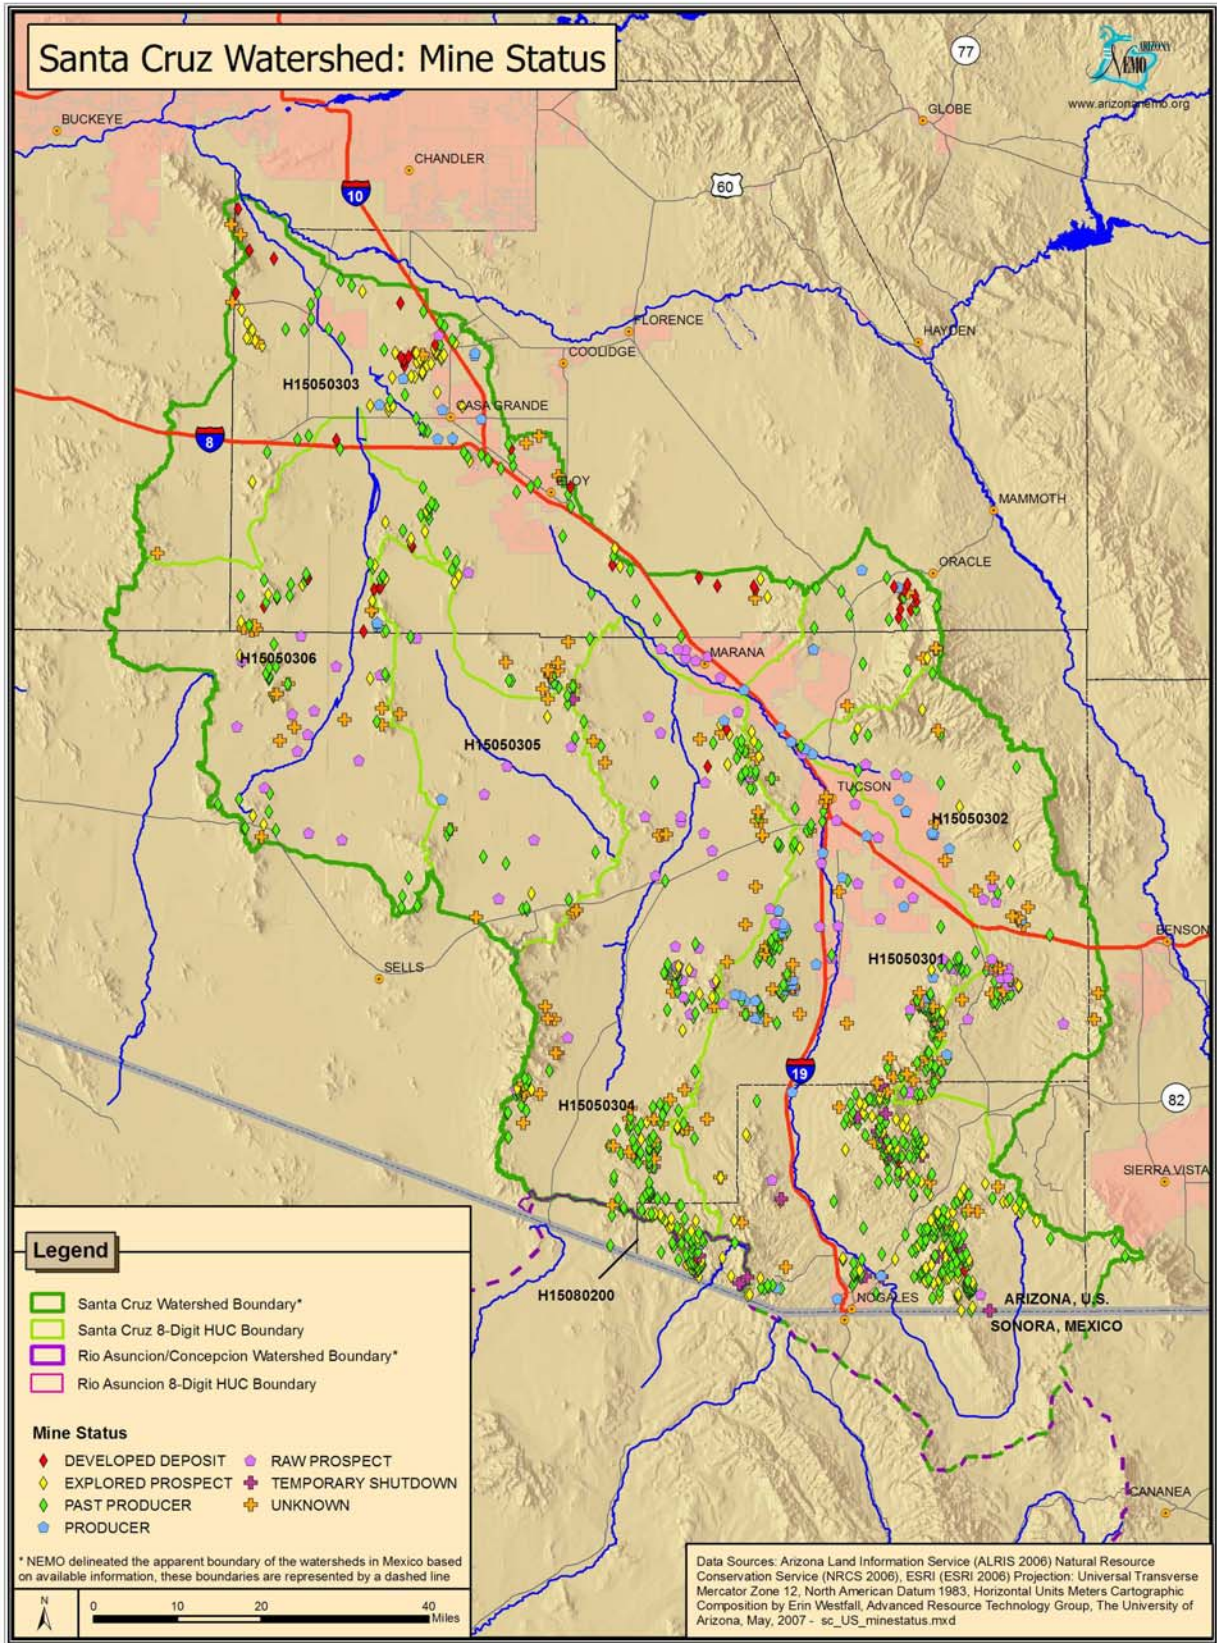 Santa Cruz Watershed: Mine Status
ARIZONA
NEMO
www.arizonanemo.org
77
BUCKEYE
GLOBE
CHANDLER
10
60
FLORENCE
HAYDEN
COOLIDGE
H15050303
CASA GRANDE
8
ELOY
MAMMOTH
ORACLE
H15050306
MARANA
H15050305
TUCSON
H15050302
BENSON
H15050301
SELLS
19
H15050304
82
SIERRA VISTA
H15080200
NOGALES
ARIZONA, U.S.
SONORA, MEXICO
CANANEA
Legend
Santa Cruz Watershed Boundary*
Santa Cruz 8-Digit HUC Boundary
Rio Asuncion/Concepcion Watershed Boundary*
Rio Asuncion 8-Digit HUC Boundary
Mine Status
DEVELOPED DEPOSIT
EXPLORED PROSPECT
PAST PRODUCER
PRODUCER
RAW PROSPECT
TEMPORARY SHUTDOWN
UNKNOWN
* NEMO delineated the apparent boundary of the watersheds in Mexico based
on available information, these boundaries are represented by a dashed line
N
0 10 20 40
Miles
Data Sources: Arizona Land Information Service (ALRIS 2006) Natural Resource
Conservation Service (NRCS 2006), ESRI (ESRI 2006) Projection: Universal Transverse
Mercator Zone 12, North American Datum 1983, Horizontal Units Meters Cartographic
Composition by Erin Westfall, Advanced Resource Technology Group, The University of
Arizona, May, 2007 - sc_US_minestatus.mxd